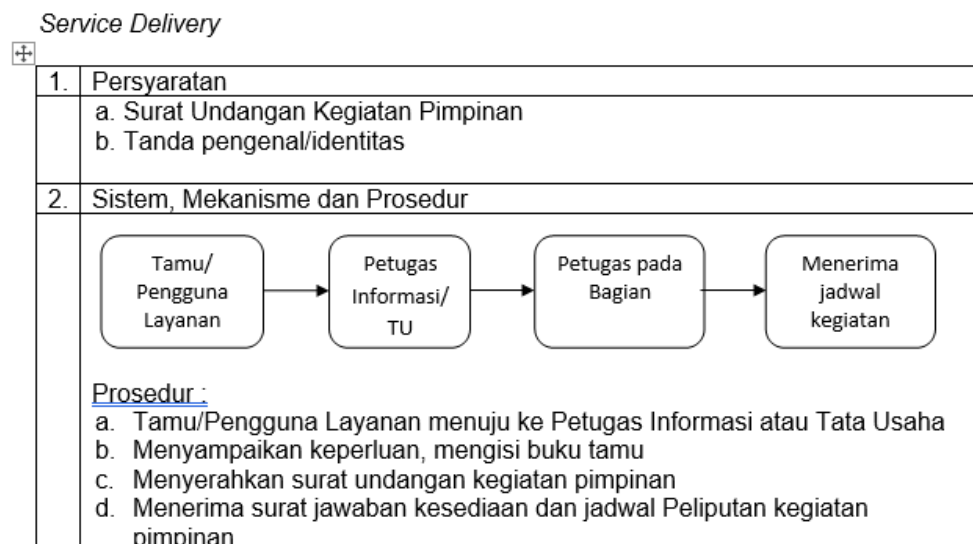 Service Delivery
1. Persyaratan
a. Surat Undangan Kegiatan Pimpinan
b. Tanda pengenal/identitas
2. Sistem, Mekanisme dan Prosedur
Tamu/
Pengguna
Layanan
Petugas
Informasi/
TU
Petugas pada
Bagian
Menerima
jadwal
kegiatan
Prosedur :
a. Tamu/Pengguna Layanan menuju ke Petugas Informasi atau Tata Usaha
b. Menyampaikan keperluan, mengisi buku tamu
c. Menyerahkan surat undangan kegiatan pimpinan
d. Menerima surat jawaban kesediaan dan jadwal Peliputan kegiatan
pimpinan